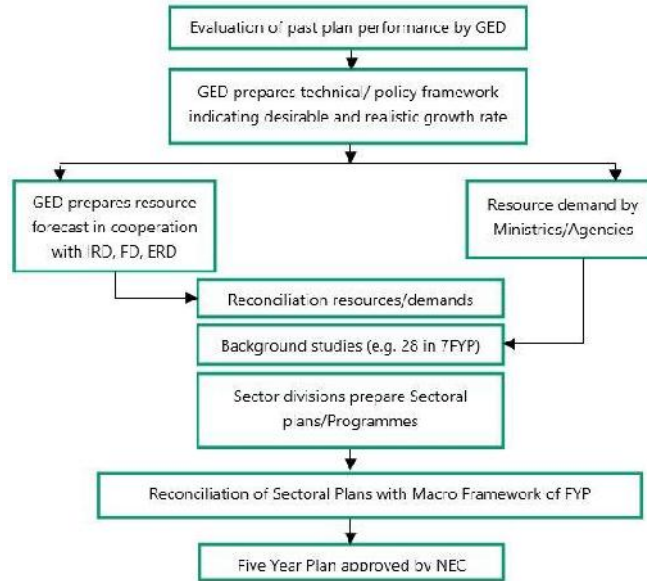 Evaluation of past plan performance by GED
GED prepares technical/ policy framework
indicating desirable and realistic growth rate
GED prepares resource
forecast in cooperation
with IRD, FD, ERD
Resource demand by
Ministrics/Agencies
Reconciliation resources/demands
Background studies (e.g. 28 in 7FYP)
Sector divisions prepare Sectoral
plans/Programmes
Reconciliation of Sectoral Plans with Macro Framework of FYP
Five Year Plan approved by NEC